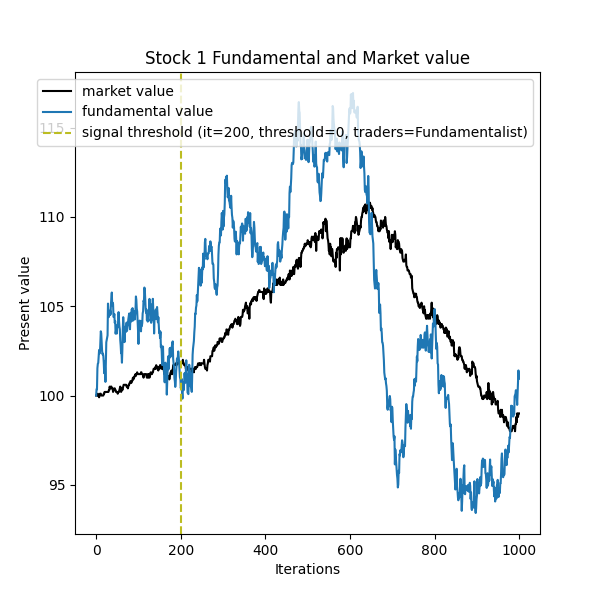 Stock 1 Fundamental and Market value
market value
fundamental value
signal threshold (it=200, threshold=0, traders=Fundamentalist)
115
110
105
100
95
Present value
0 200 400 600 800 1000
Iterations